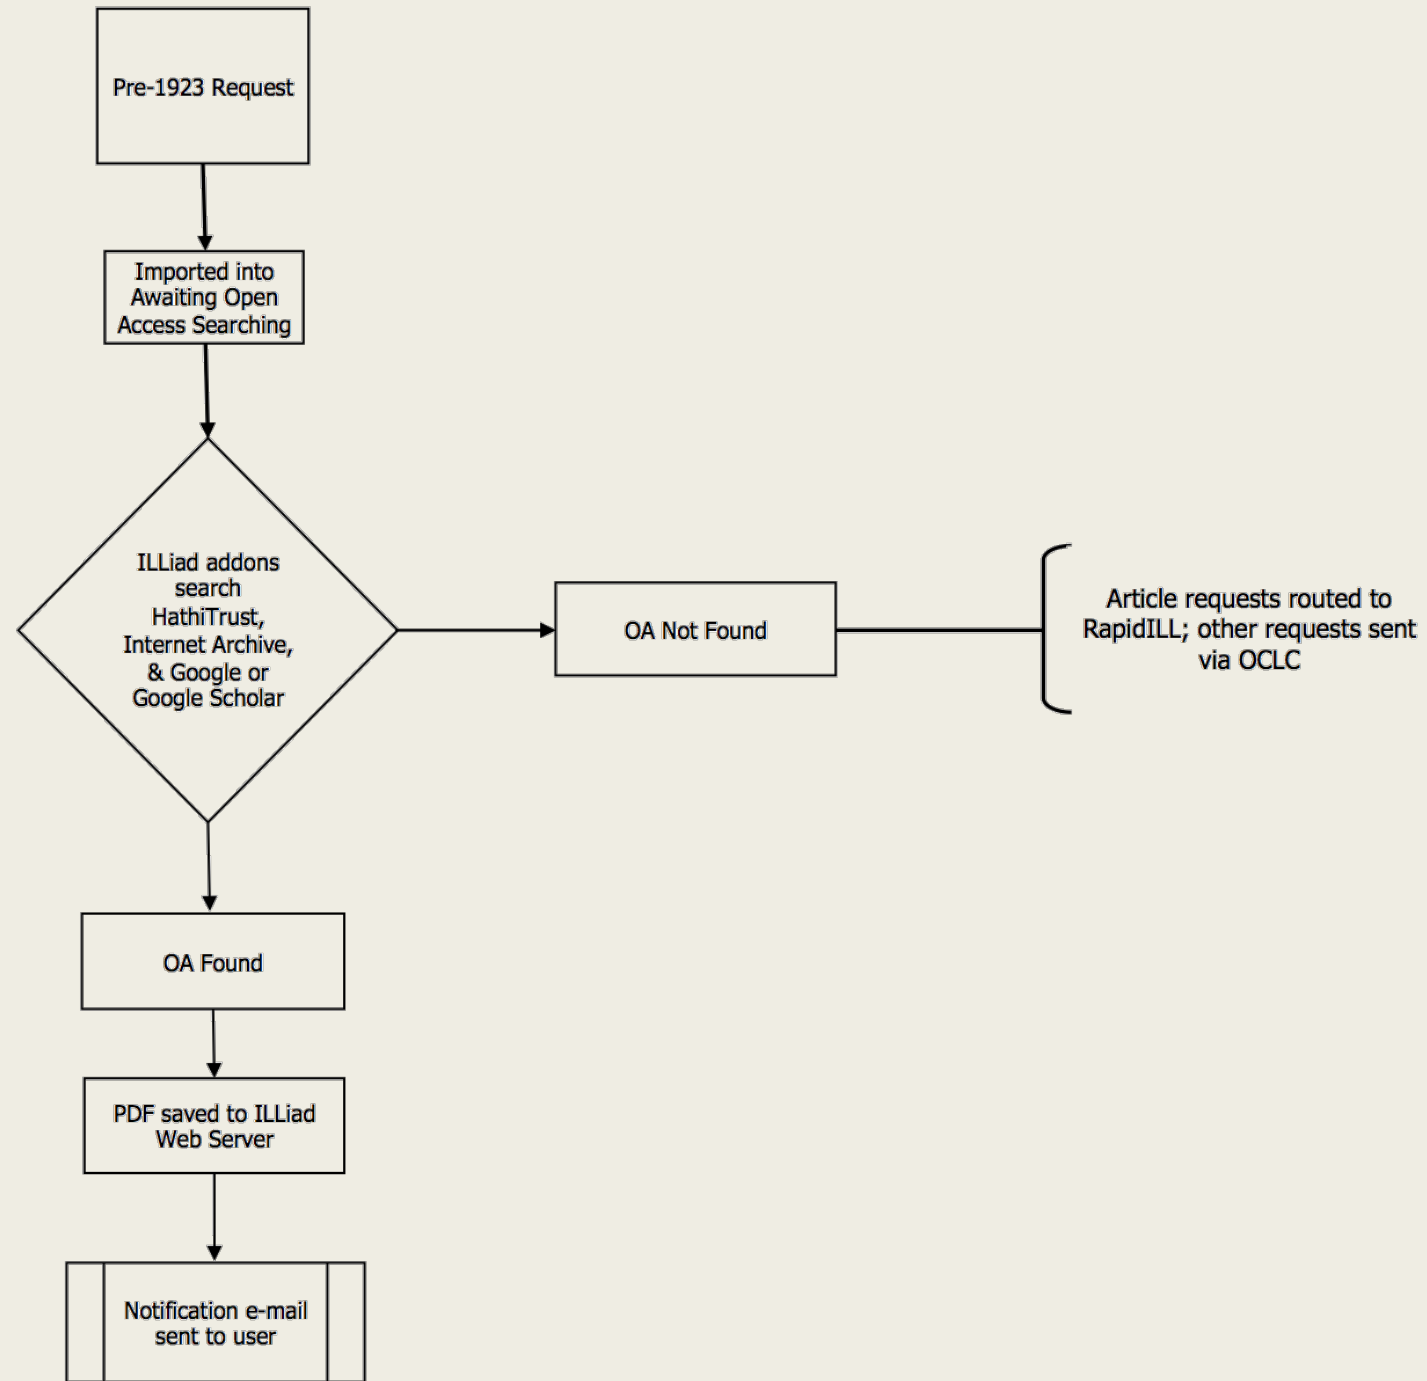 Pre-1923 Request
Imported into
Awaiting Open
Access Searching
ILLiad addons
search
HathiTrust,
Internet Archive,
& Google or
Google Scholar
OA Not Found
Article requests routed to
RapidILL; other requests sent
via OCLC
OA Found
PDF saved to ILLiad
Web Server
Notification e-mail
sent to user